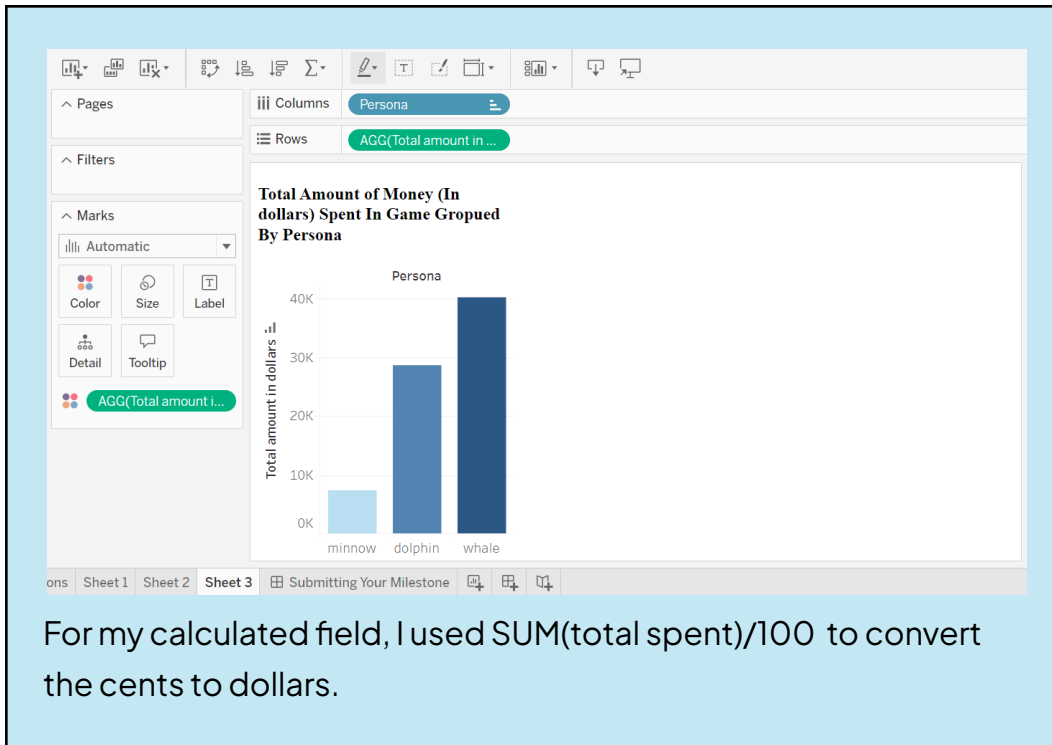 Pages
Columns
Persona
Rows
AGG(Total amount in ...
Filters
Marks
Automatic
Color
Size
Label
Detail
Tooltip
AGG(Total amount i...
Total Amount of Money (In
dollars) Spent In Game Gropued
By Persona
Persona
Total amount in dollars
40K
30K
20K
10K
0K
minnow dolphin whale
ons Sheet 1 Sheet 2 Sheet 3 Submitting Your Milestone
For my calculated field, I used SUM(total spent)/100 to convert
the cents to dollars.